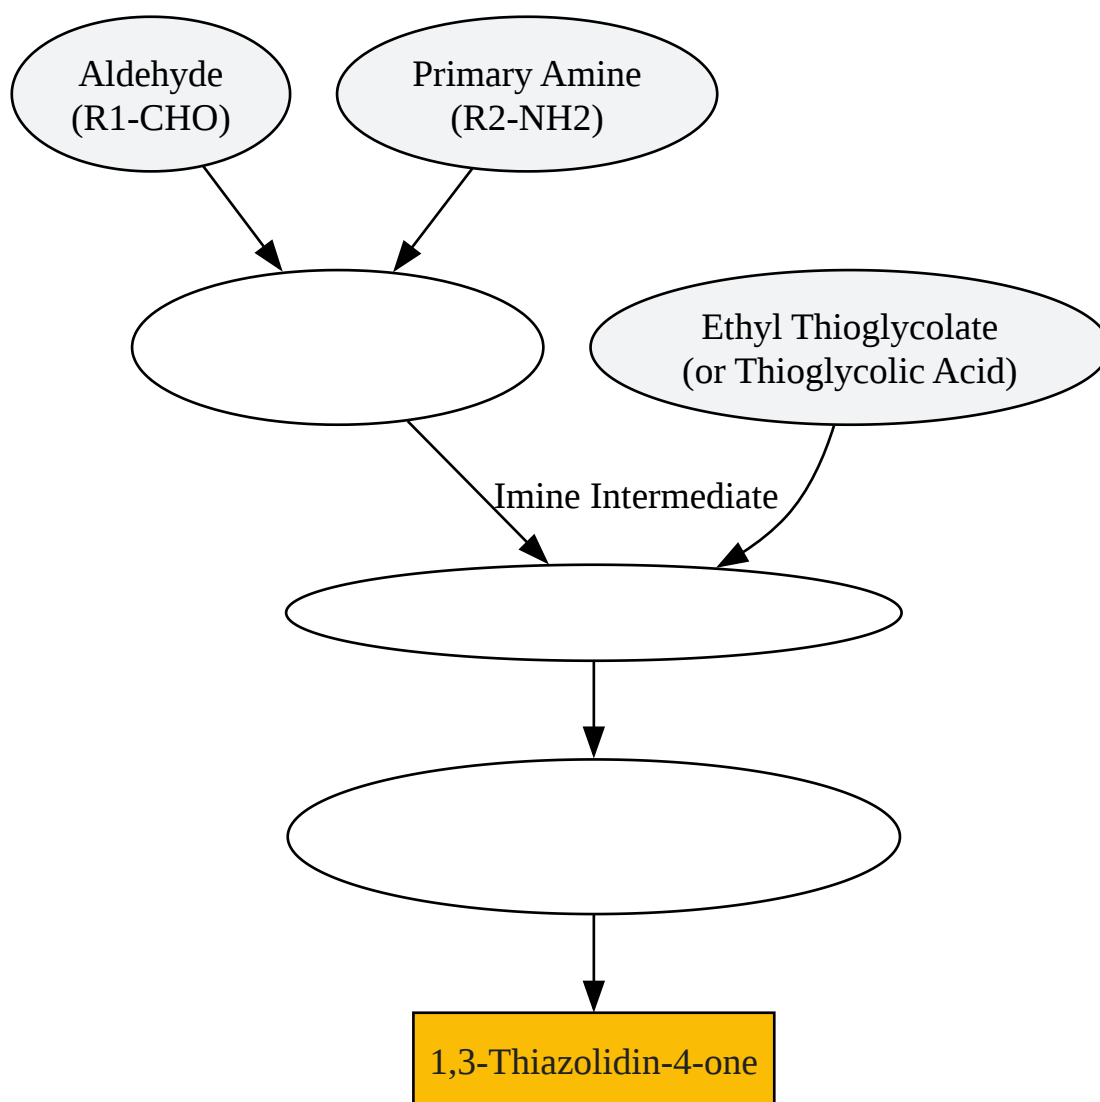 Aldehyde
(R1-CHO)
Primary Amine
(R2-NH2)
Ethyl Thioglycolate
(or Thioglycolic Acid)
Imine Intermediate
1,3-Thiazolidin-4-one